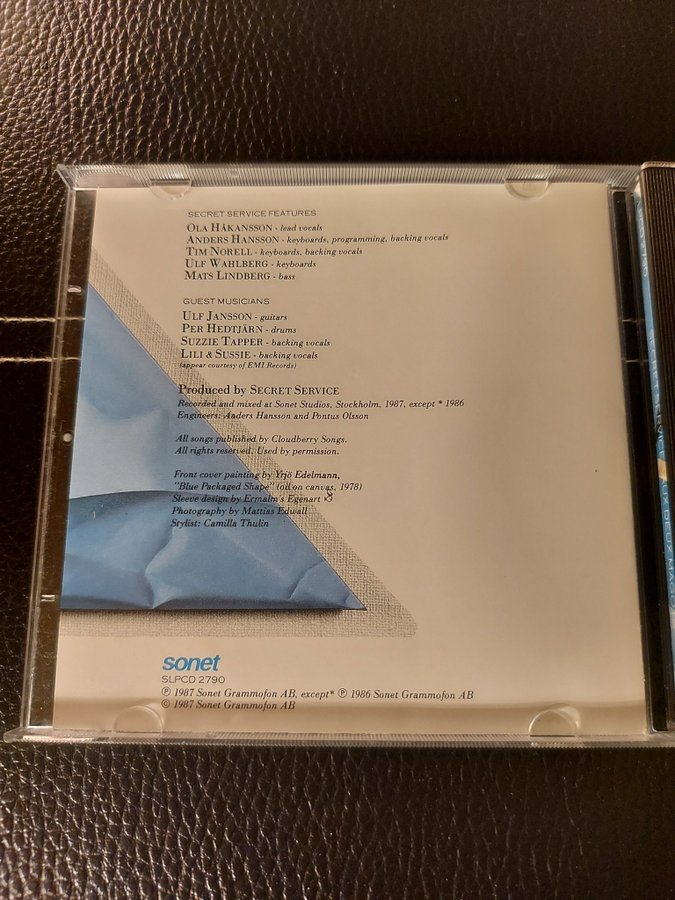 SECRET SERVICE FEATURES
OLA HÅKANSSON - lead vocals
ANDERS HANSSON - keyboards, programming, backing vocals
TIM NORELL - keyboards, backing vocals
ULF WAHLBERG - keyboards
MATS LINDBERG - bass
GUEST MUSICIANS
ULF JANSSON - guitars
PER HEDTJÄRN - drums
SUZZIE TAPPER - backing vocals
LILI & SUSSIE - backing vocals
(appear courtesy of EMI Records)
Produced by SECRET SERVICE
Recorded and mixed at Sonet Studios, Stockholm, 1987, except * 1986
Engineers: Anders Hansson and Pontus Olsson
All songs published by Cloudberry Songs.
All rights reserved. Used by permission.
Front cover painting by Yrjö Edelmann,
"Blue Packaged Shape" (oil on canvas, 1978)
Sleeve design by Ermalm's Egenart
Photography by Mattias Edwall
Stylist: Camilla Thulin
sonet
SLPCD 2790
℗ 1987 Sonet Grammofon AB, except* ℗ 1986 Sonet Grammofon AB
© 1987 Sonet Grammofon AB
SECRET SERVICE AUX DEUX MAGOTS